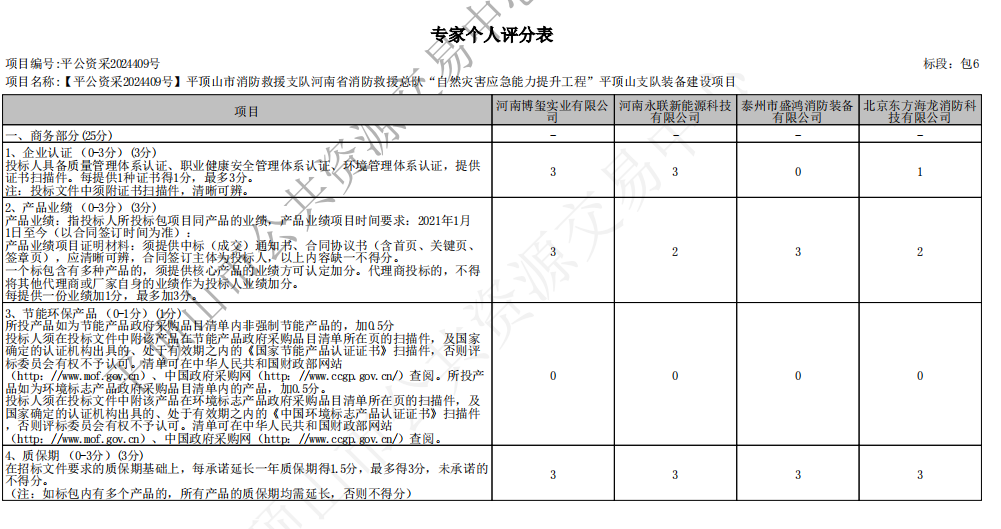 专家个人评分表
项目编号:平公资采2024409号 标段：包6
项目名称:【平公资采2024409号】平顶山市消防救援支队河南省消防救援总队“自然灾害应急能力提升工程”平顶山支队装备建设项目
项目 河南博玺实业有限公司 河南永联新能源科技有限公司 泰州市盛鸿消防装备有限公司 北京东方海龙消防科技有限公司
一、商务部分(25分) － － － －
1、企业认证（0-3分）(3分)
投标人具备质量管理体系认证、职业健康安全管理体系认证、环境管理体系认证，提供
证书扫描件。每提供1种证书得1分，最多3分。
注：投标文件中须附证书扫描件，清晰可辨。
3 3 0 1
2、产品业绩（0-3分）(3分)
产品业绩：指投标人所投标包项目同产品的业绩，产品业绩项目时间要求：2021年1月
1日至今（以合同签订时间为准）；
产品业绩项目证明材料：须提供中标（成交）通知书、合同协议书（含首页、关键页、
签章页），应清晰可辨，合同签订主体为投标人，以上内容缺一不得分。
一个标包含有多种产品的，须提供核心产品的业绩方可认定加分。代理商投标的，不得
将其他代理商或厂家自身的业绩作为投标人业绩加分。
每提供一份业绩加1分，最多加3分。
3 2 3 2
3、节能环保产品（0-1分）(1分)
所投产品如为节能产品政府采购品目清单内非强制节能产品的，加0.5分
投标人须在投标文件中附该产品在节能产品政府采购品目清单所在页的扫描件，及国家
确定的认证机构出具的、处于有效期之内的《国家节能产品认证证书》扫描件，否则评
标委员会有权不予认可。清单可在中华人民共和国财政部网站
（http：//www.mof.gov.cn）、中国政府采购网（http：//www.ccgp.gov.cn/）查阅。所投产
品如为环境标志产品政府采购品目清单内的产品，加0.5分。
投标人须在投标文件中附该产品在环境标志产品政府采购品目清单所在页的扫描件，及
国家确定的认证机构出具的、处于有效期之内的《中国环境标志产品认证证书》扫描件
，否则评标委员会有权不予认可。清单可在中华人民共和国财政部网站
（http：//www.mof.gov.cn）、中国政府采购网（http：//www.ccgp.gov.cn/）查阅。
0 0 0 0
4、质保期（0-3分）(3分)
在招标文件要求的质保期基础上，每承诺延长一年质保期得1.5分，最多得3分，未承诺的
不得分。
（注：如标包内有多个产品的，所有产品的质保期均需延长，否则不得分）
3 3 3 3